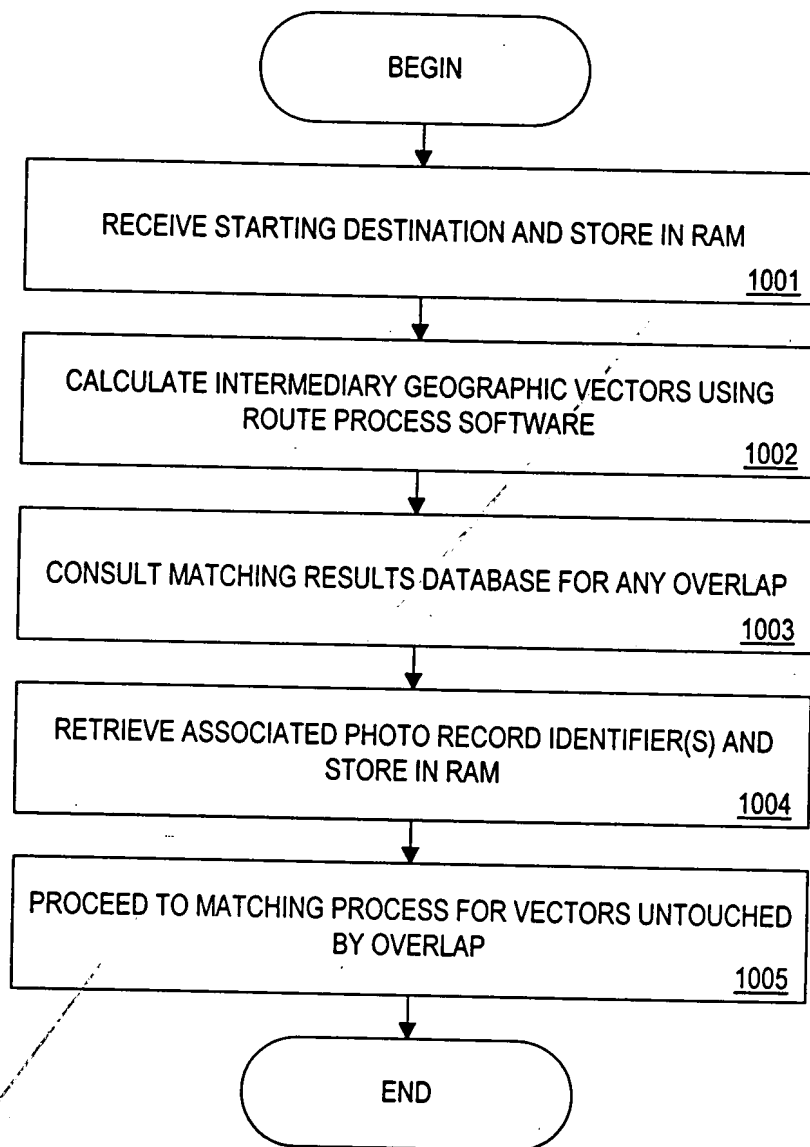 BEGIN
RECEIVE STARTING DESTINATION AND STORE IN RAM
1001
CALCULATE INTERMEDIARY GEOGRAPHIC VECTORS USING
ROUTE PROCESS SOFTWARE
1002
CONSULT MATCHING RESULTS DATABASE FOR ANY OVERLAP
1003
RETRIEVE ASSOCIATED PHOTO RECORD IDENTIFIER(S) AND
STORE IN RAM
1004
PROCEED TO MATCHING PROCESS FOR VECTORS UNTOUCHED
BY OVERLAP
1005
END